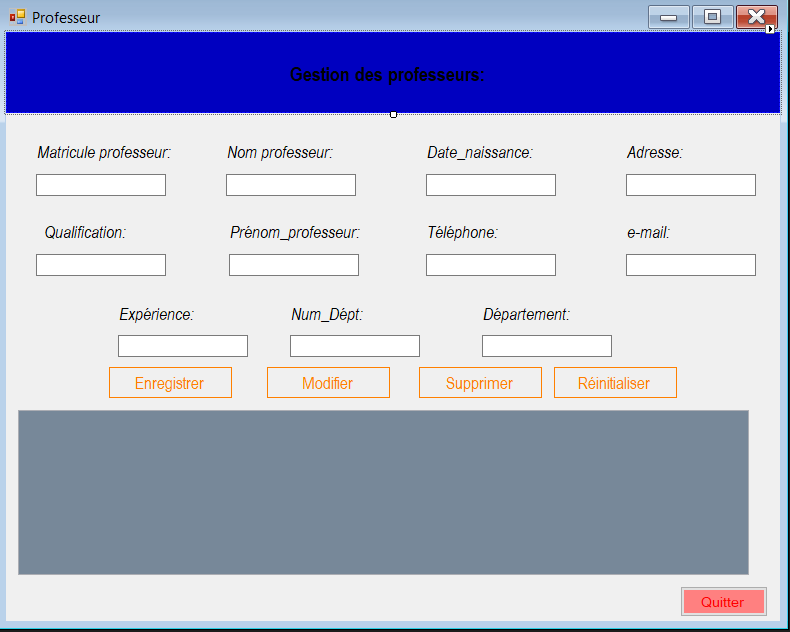 Professeur
Gestion des professeurs:
Matricule professeur: Nom professeur: Date_naissance: Adresse:
Qualification: Prénom_professeur: Téléphone: e-mail:
Expérience: Num_Dépt: Département:
Enregistrer Modifier Supprimer Réinitialiser
Quitter